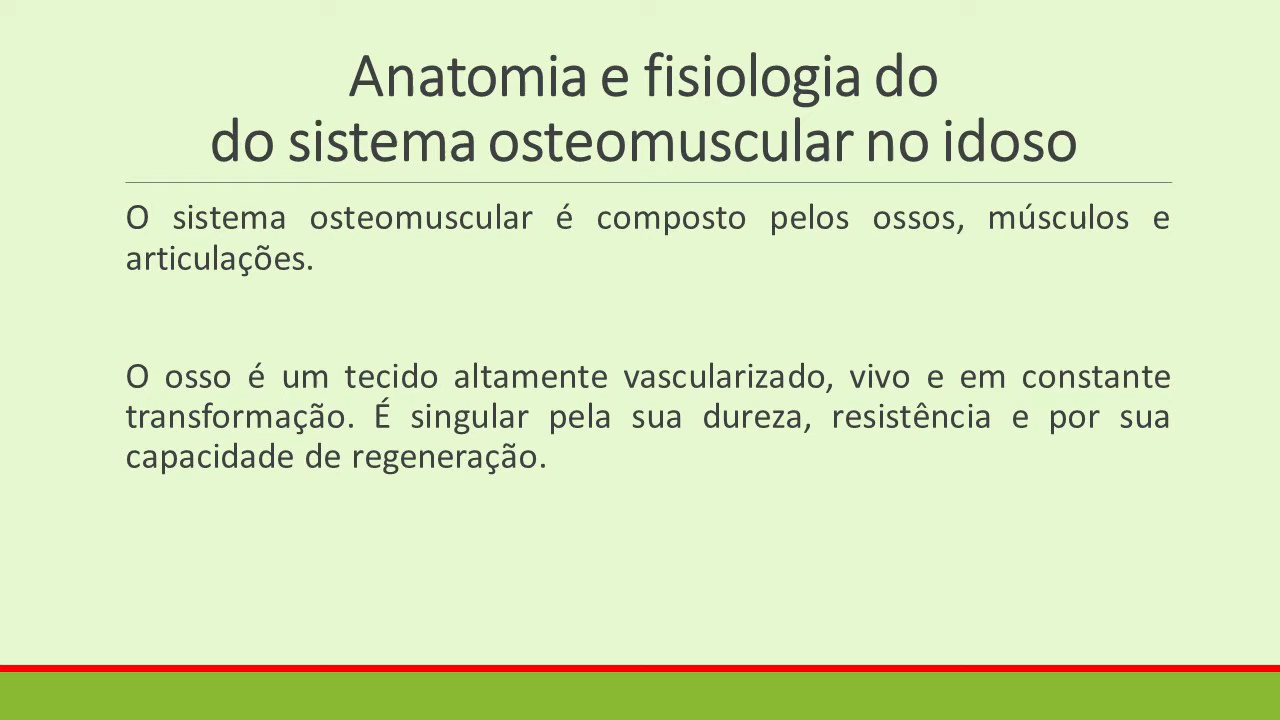 Anatomia e fisiologia do
do sistema osteomuscular no idoso
O sistema osteomuscular é composto pelos ossos, músculos e
articulações.
O osso é um tecido altamente vascularizado, vivo e em constante
transformação. É singular pela sua dureza, resistência e por sua
capacidade de regeneração.